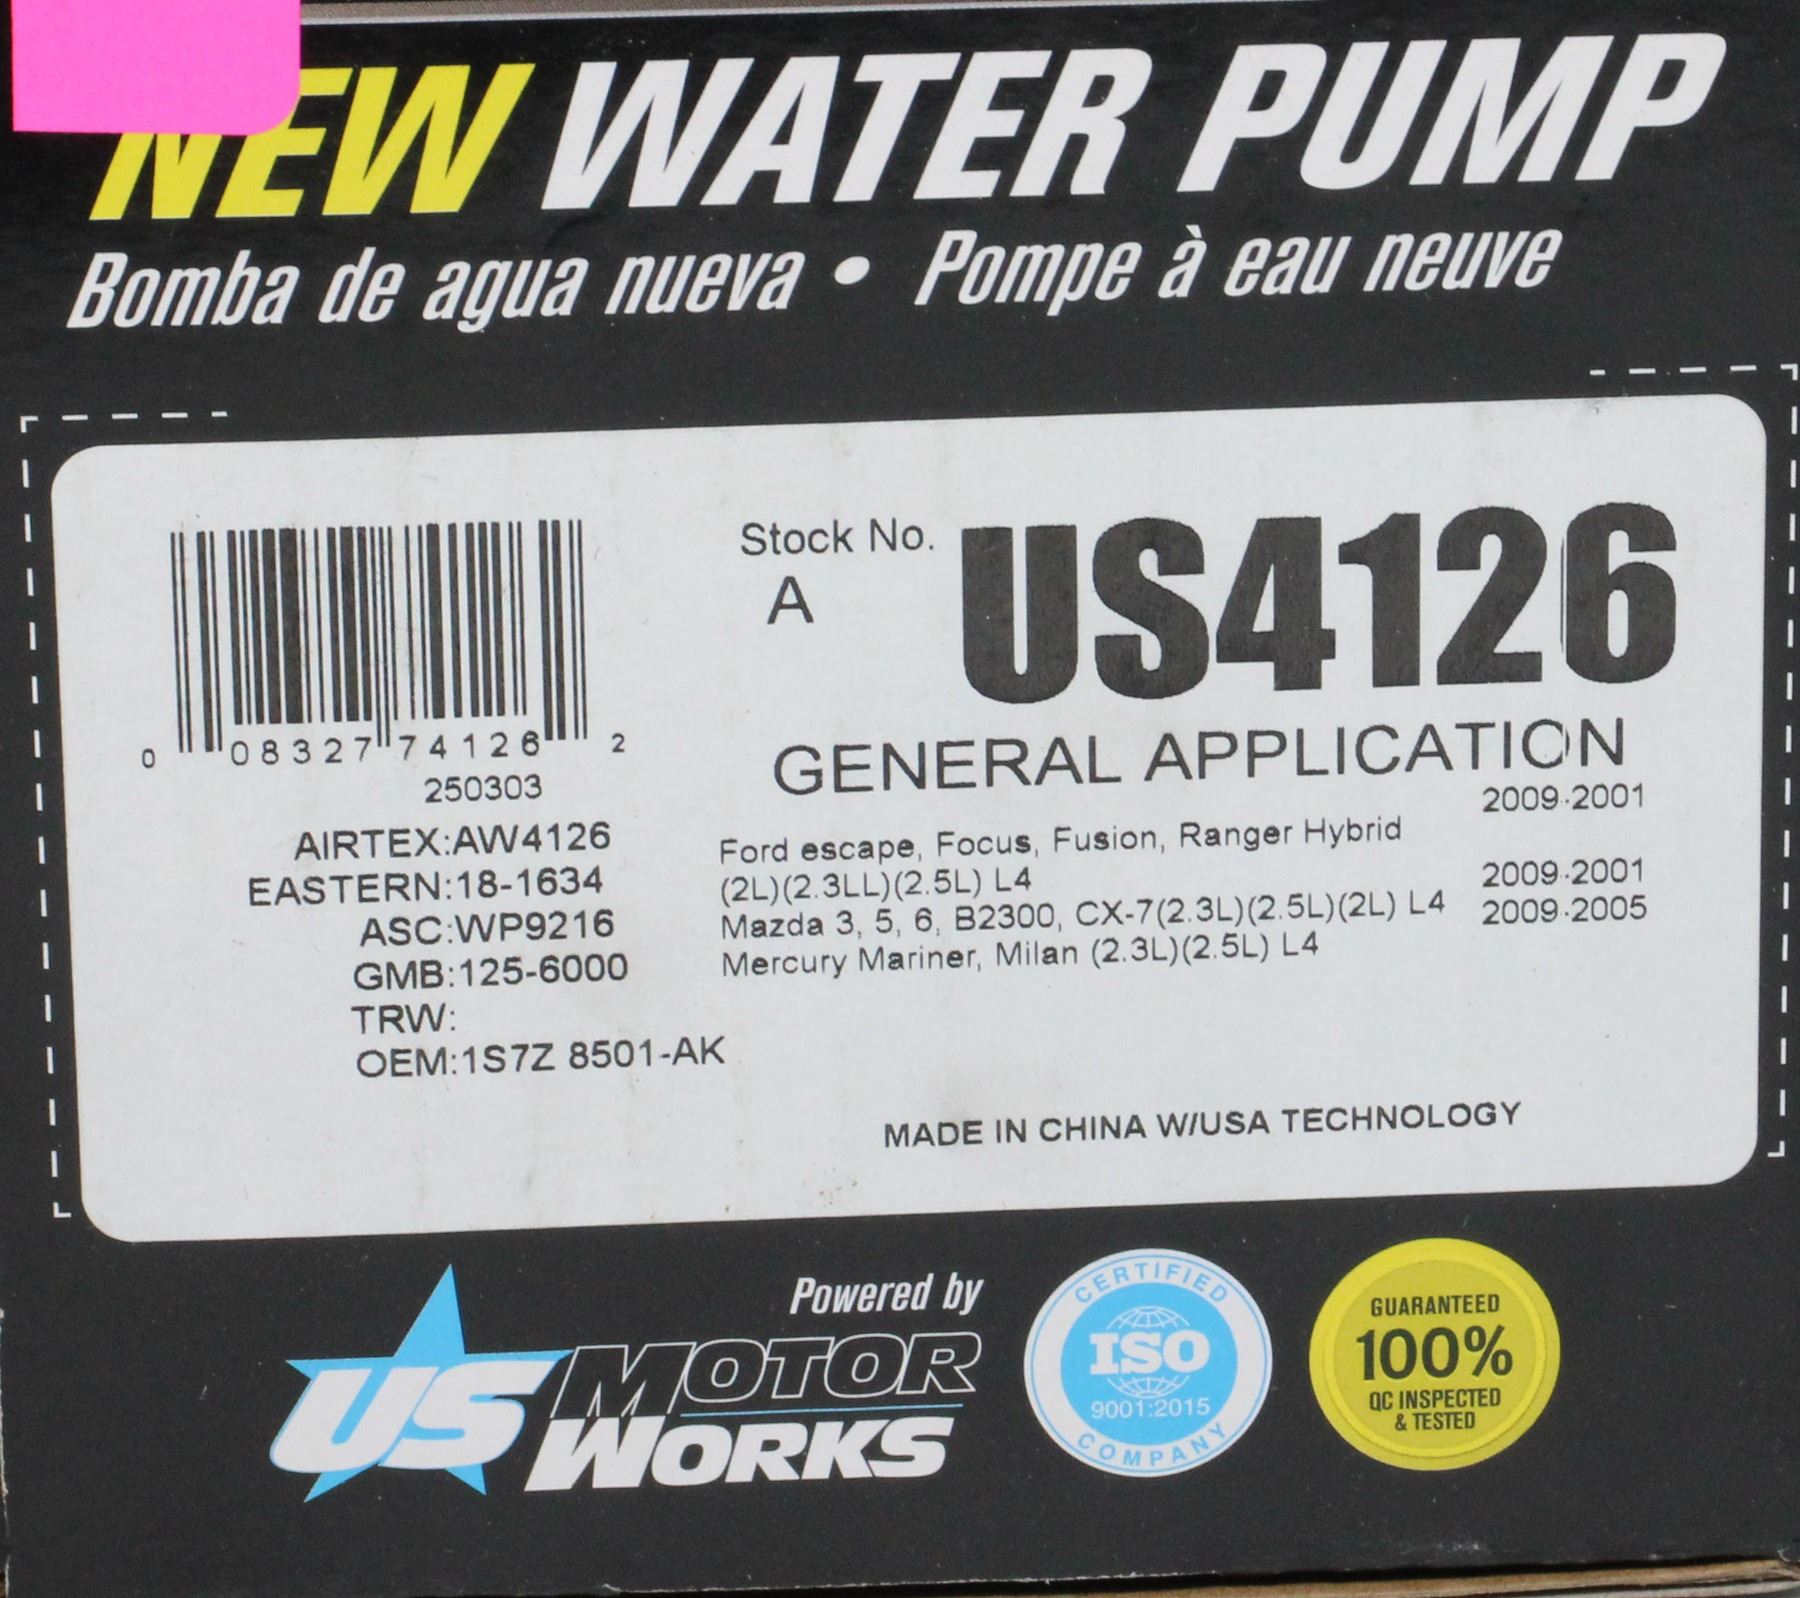 NEW WATER PUMP
Bomba de agua nueva • Pompe à eau neuve
Stock No. US4126
A
0 08327 74126 2
250303
GENERAL APPLICATION
2009-2001
AIRTEX:AW4126
EASTERN:18-1634
ASC:WP9216
GMB:125-6000
TRW:
OEM:1S7Z 8501-AK
Ford escape, Focus, Fusion, Ranger Hybrid
(2L)(2.3LL)(2.5L) L4 2009-2001
Mazda 3, 5, 6, B2300, CX-7(2.3L)(2.5L)(2L) L4 2009-2005
Mercury Mariner, Milan (2.3L)(2.5L) L4
MADE IN CHINA W/USA TECHNOLOGY
Powered by
US MOTOR
WORKS
CERTIFIED
ISO
9001:2015
COMPANY
GUARANTEED
100%
QC INSPECTED
& TESTED